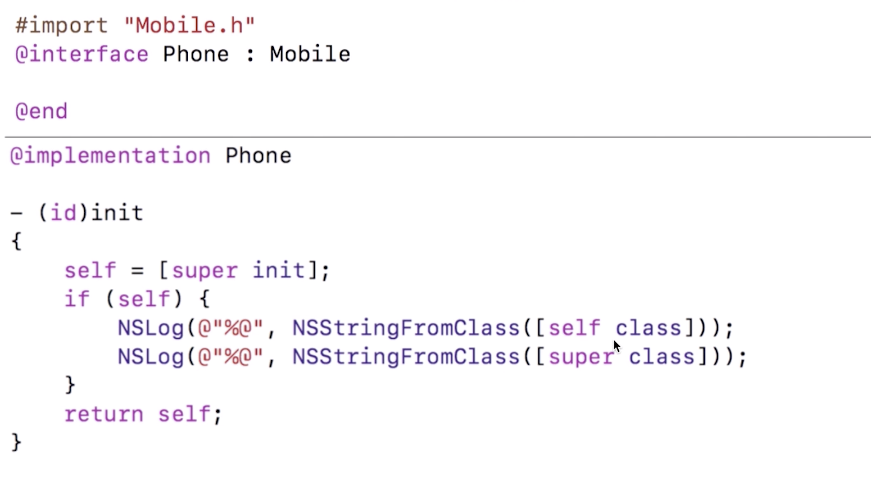 #import "Mobile.h"
@interface Phone : Mobile
@end
@implementation Phone
- (id)init
{
    self = [super init];
    if (self) {
        NSLog(@"%@", NSStringFromClass([self class]));
        NSLog(@"%@", NSStringFromClass([super class]));
    }
    return self;
}